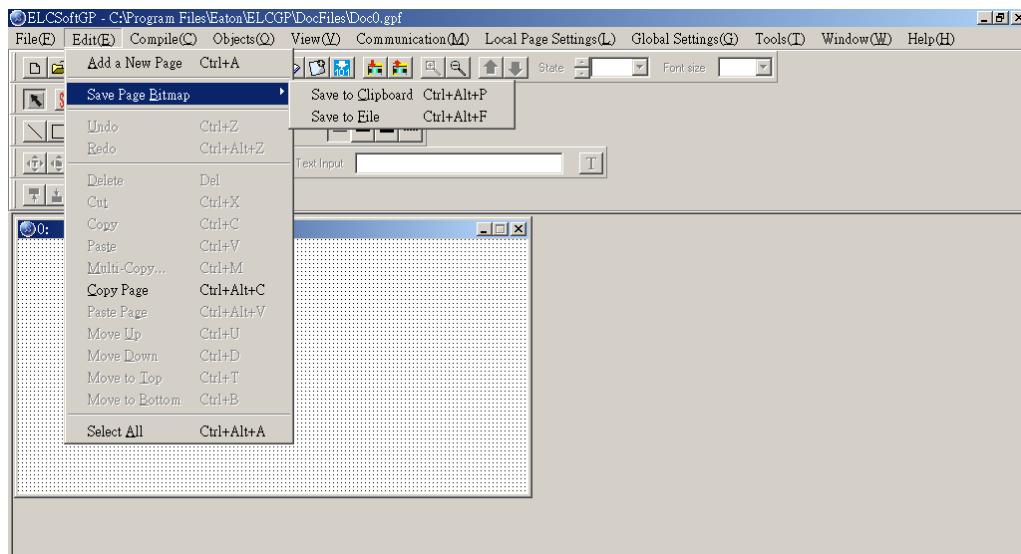 ELCSoftGP - C:\Program Files\Eaton\ELCGP\DocFiles\Doc0.gpf
File(F) Edit(E) Compile(C) Objects(O) View(V) Communication(M) Local Page Settings(L) Global Settings(G) Tools(T) Window(W) Help(H)
Add a New Page Ctrl+A
State Font size
Save Page Bitmap
Save to Clipboard Ctrl+Alt+P
Save to File Ctrl+Alt+F
Undo Ctrl+Z
Redo Ctrl+Alt+Z
Text Input T
Delete Del
Cut Ctrl+X
Copy Ctrl+C
0:
Paste Ctrl+V
Multi-Copy... Ctrl+M
Copy Page Ctrl+Alt+C
Paste Page Ctrl+Alt+V
Move Up Ctrl+U
Move Down Ctrl+D
Move to Top Ctrl+T
Move to Bottom Ctrl+B
Select All Ctrl+Alt+A